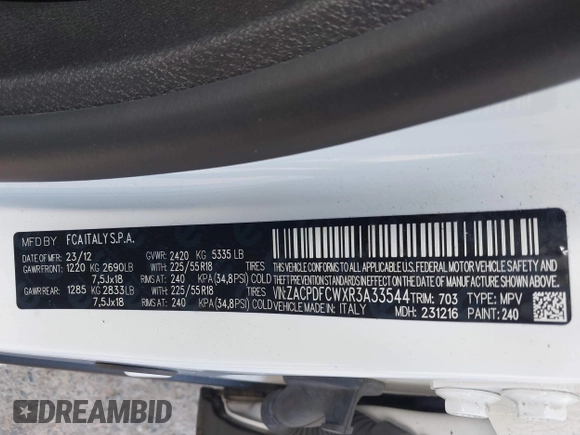 MFD BY FCA ITALY S.P.A.
DATE OF MFR 23/12 GVWR: 2420 KG 5335 LB
GAWR FRONT: 1220 KG 2690LB 225/55R18 TIRES
7,5Jx18 RIMS AT: 240 KPA (34,8PSI) COLD
GAWR REAR: 1285 KG 2833LB 225/55R18 TIRES
7,5Jx18 RIMS AT: 240 KPA (34,8PSI) COLD
THIS VEHICLE CONFORMS TO ALL APPLICABLE
FEDERAL MOTOR VEHICLE SAFETY, BUMPER, AND
THEFT PREVENTION STANDARDS IN EFFECT ON THE
DATE OF MANUFACTURE SHOWN ABOVE.
VIN: ZACPDFCWXR3A33544 TRIM: 703 TYPE: MPV
VEHICLE MADE IN: ITALY MDH: 231216 PAINT: 240
DREAMBID